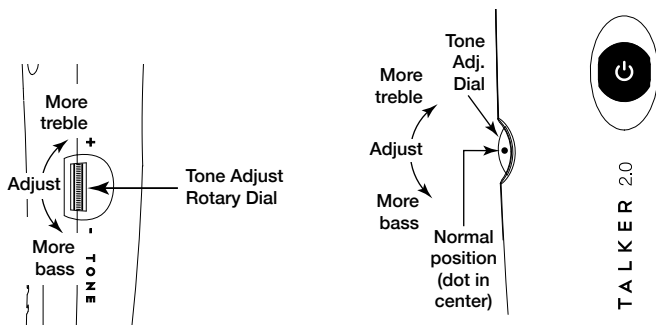 More
treble
Adjust
More
bass
+
-
TONE
Tone Adjust
Rotary Dial
Tone
Adj.
Dial
More
treble
Adjust
More
bass
Normal
position
(dot in
center)
TALKER 2.0